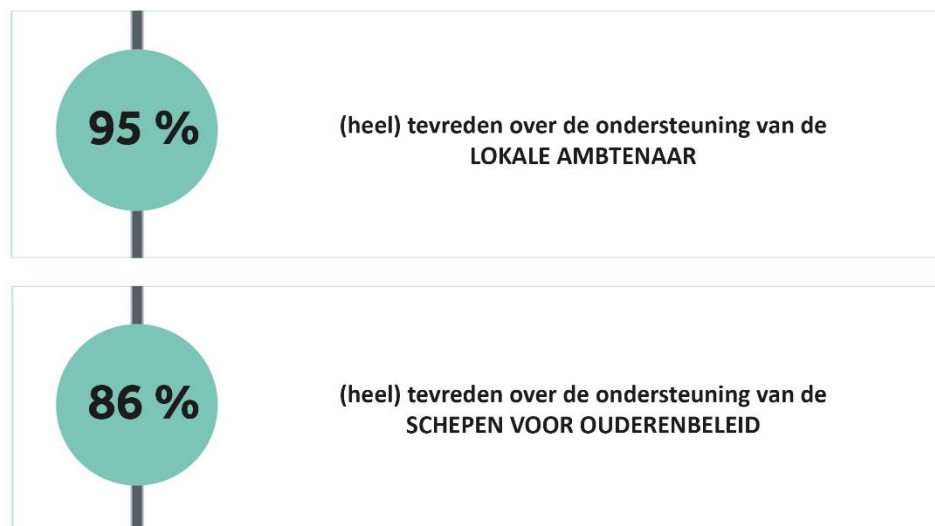 95 %
(heel) tevreden over de ondersteuning van de
LOKALE AMBTENAAR
86 %
(heel) tevreden over de ondersteuning van de
SCHEPEN VOOR OUDERENBELEID